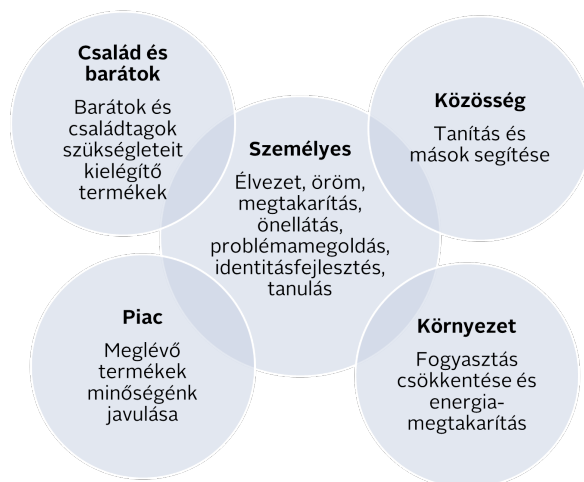 Család és
barátok
Barátok és
családtagok
szükségleteit
kielégítő
termékek
Közösség
Tanítás és
mások segítése
Személyes
Élvezet, öröm,
megtakarítás,
önellátás,
problémamegoldás,
identitásfejlesztés,
tanulás
Piac
Meglévő
termékek
minőségénk
javulása
Környezet
Fogyasztás
csökkentése és
energia-
megtakarítás